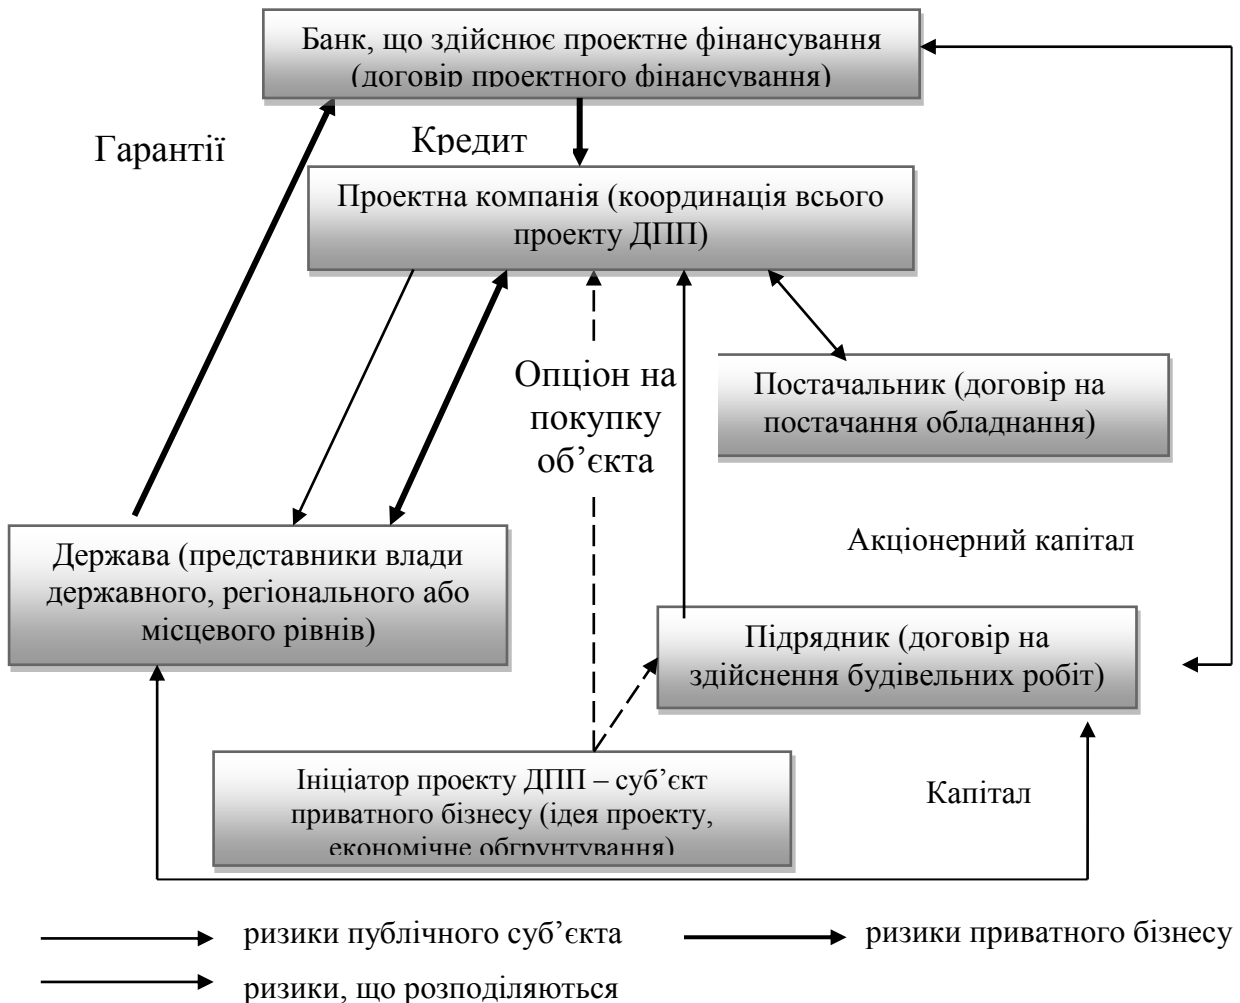 Банк, що здійснює проектне фінансування
(договір проектного фінансування)
Гарантії
Кредит
Проектна компанія (координація всього
проекту ДПП)
Опціон на
покупку
об’єкта
Постачальник (договір на
постачання обладнання)
Держава (представники влади
державного, регіонального або
місцевого рівнів)
Акціонерний капітал
Підрядник (договір на
здійснення будівельних робіт)
Ініціатор проекту ДПП – суб’єкт
приватного бізнесу (ідея проекту,
економічне обґрунтування)
Капітал
ризики публічного суб’єкта
ризики приватного бізнесу
ризики, що розподіляються